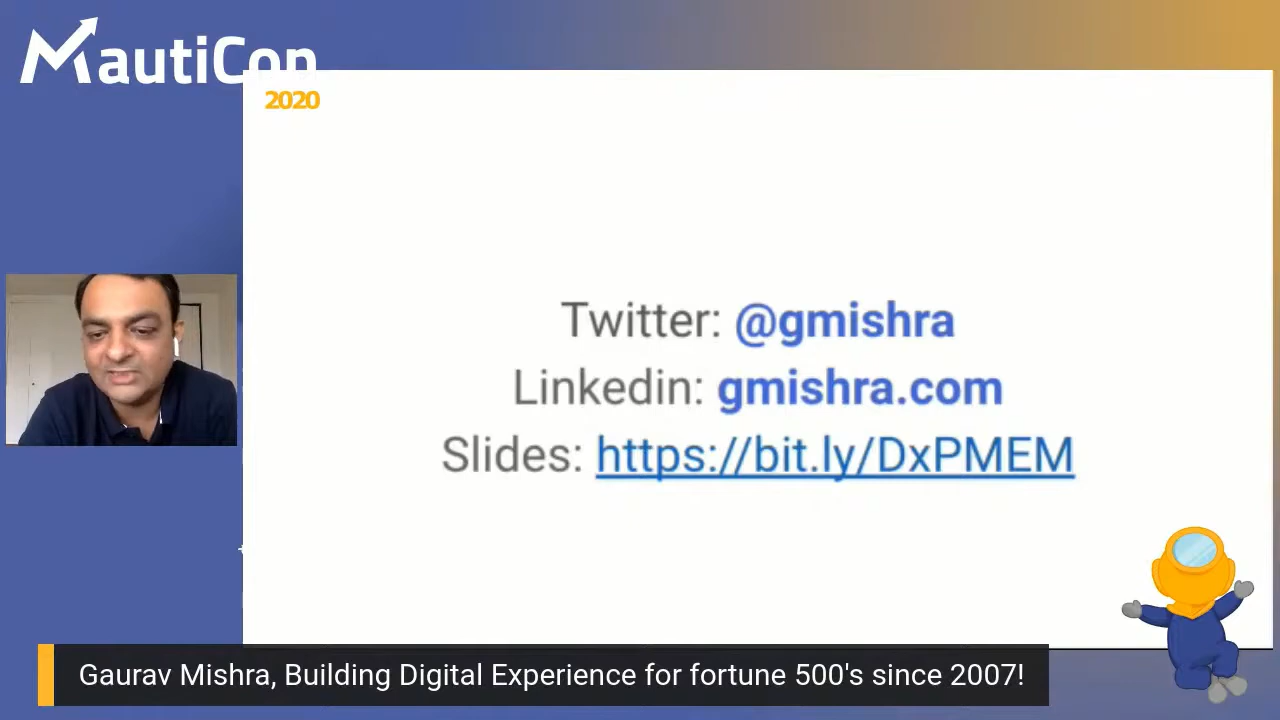 MautiCon
2020
Twitter: @gmishra
Linkedin: gmishra.com
Slides: https://bit.ly/DxPMEM
Gaurav Mishra, Building Digital Experience for fortune 500's since 2007!